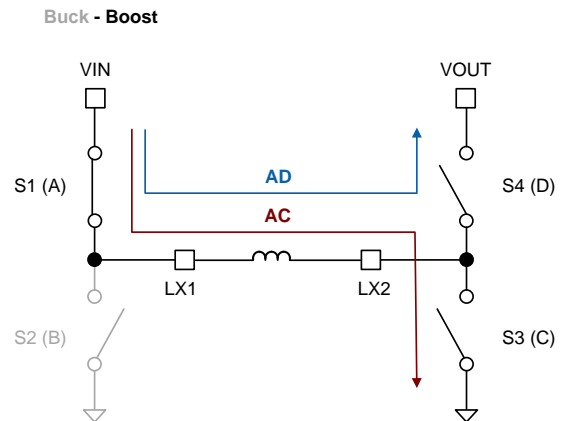 Buck - Boost
VIN
VOUT
S1 (A)
AD
S4 (D)
AC
LX1
LX2
S2 (B)
S3 (C)